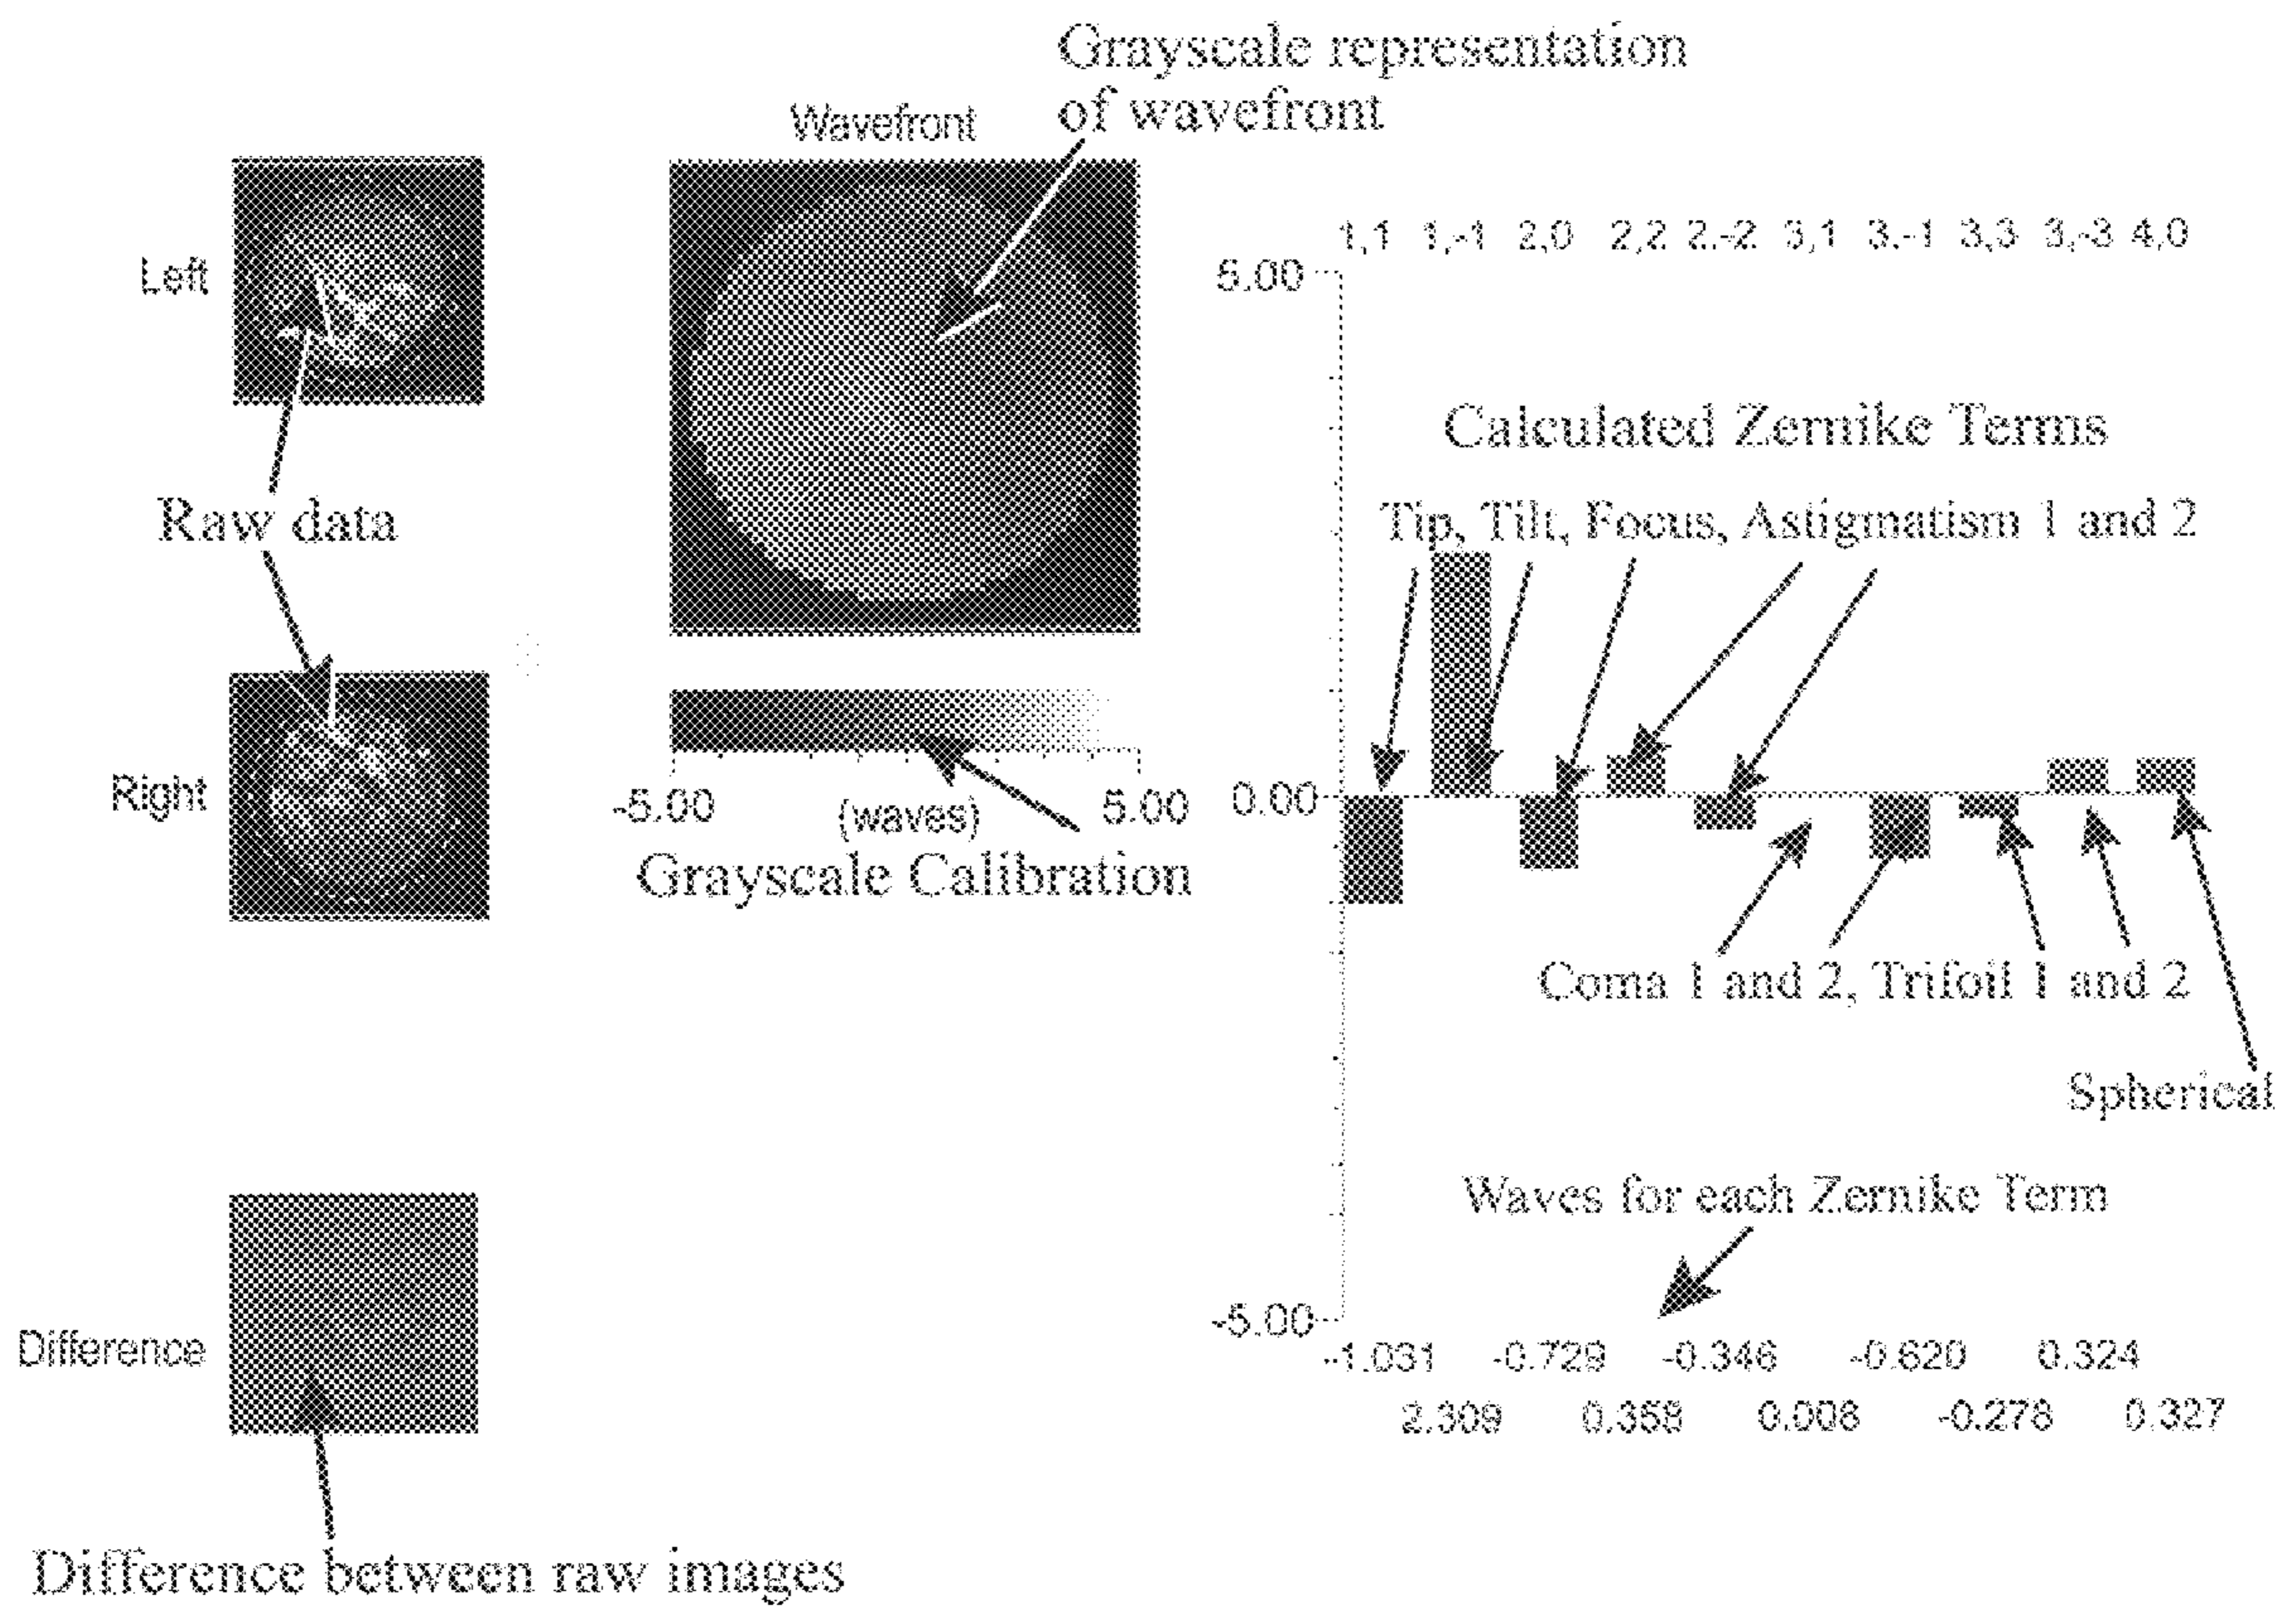 Grayscale representation
of wavefront
Wavefront
Left
Raw data
Right
-5.00
(waves)
5.00
Grayscale Calibration
Difference
Difference between raw images
1,1 1,-1 2,0 2,2 2,-2 3,1 3,-1 3,3 3,-3 4,0
5.00
Calculated Zernike Terms
Tip, Tilt, Focus, Astigmatism 1 and 2
0.00
Coma 1 and 2, Trifoil 1 and 2
Spherical
Waves for each Zernike Term
-5.00
-1.031 -0.729 -0.346 -0.620 0.324
2.309 0.358 0.008 -0.278 0.327